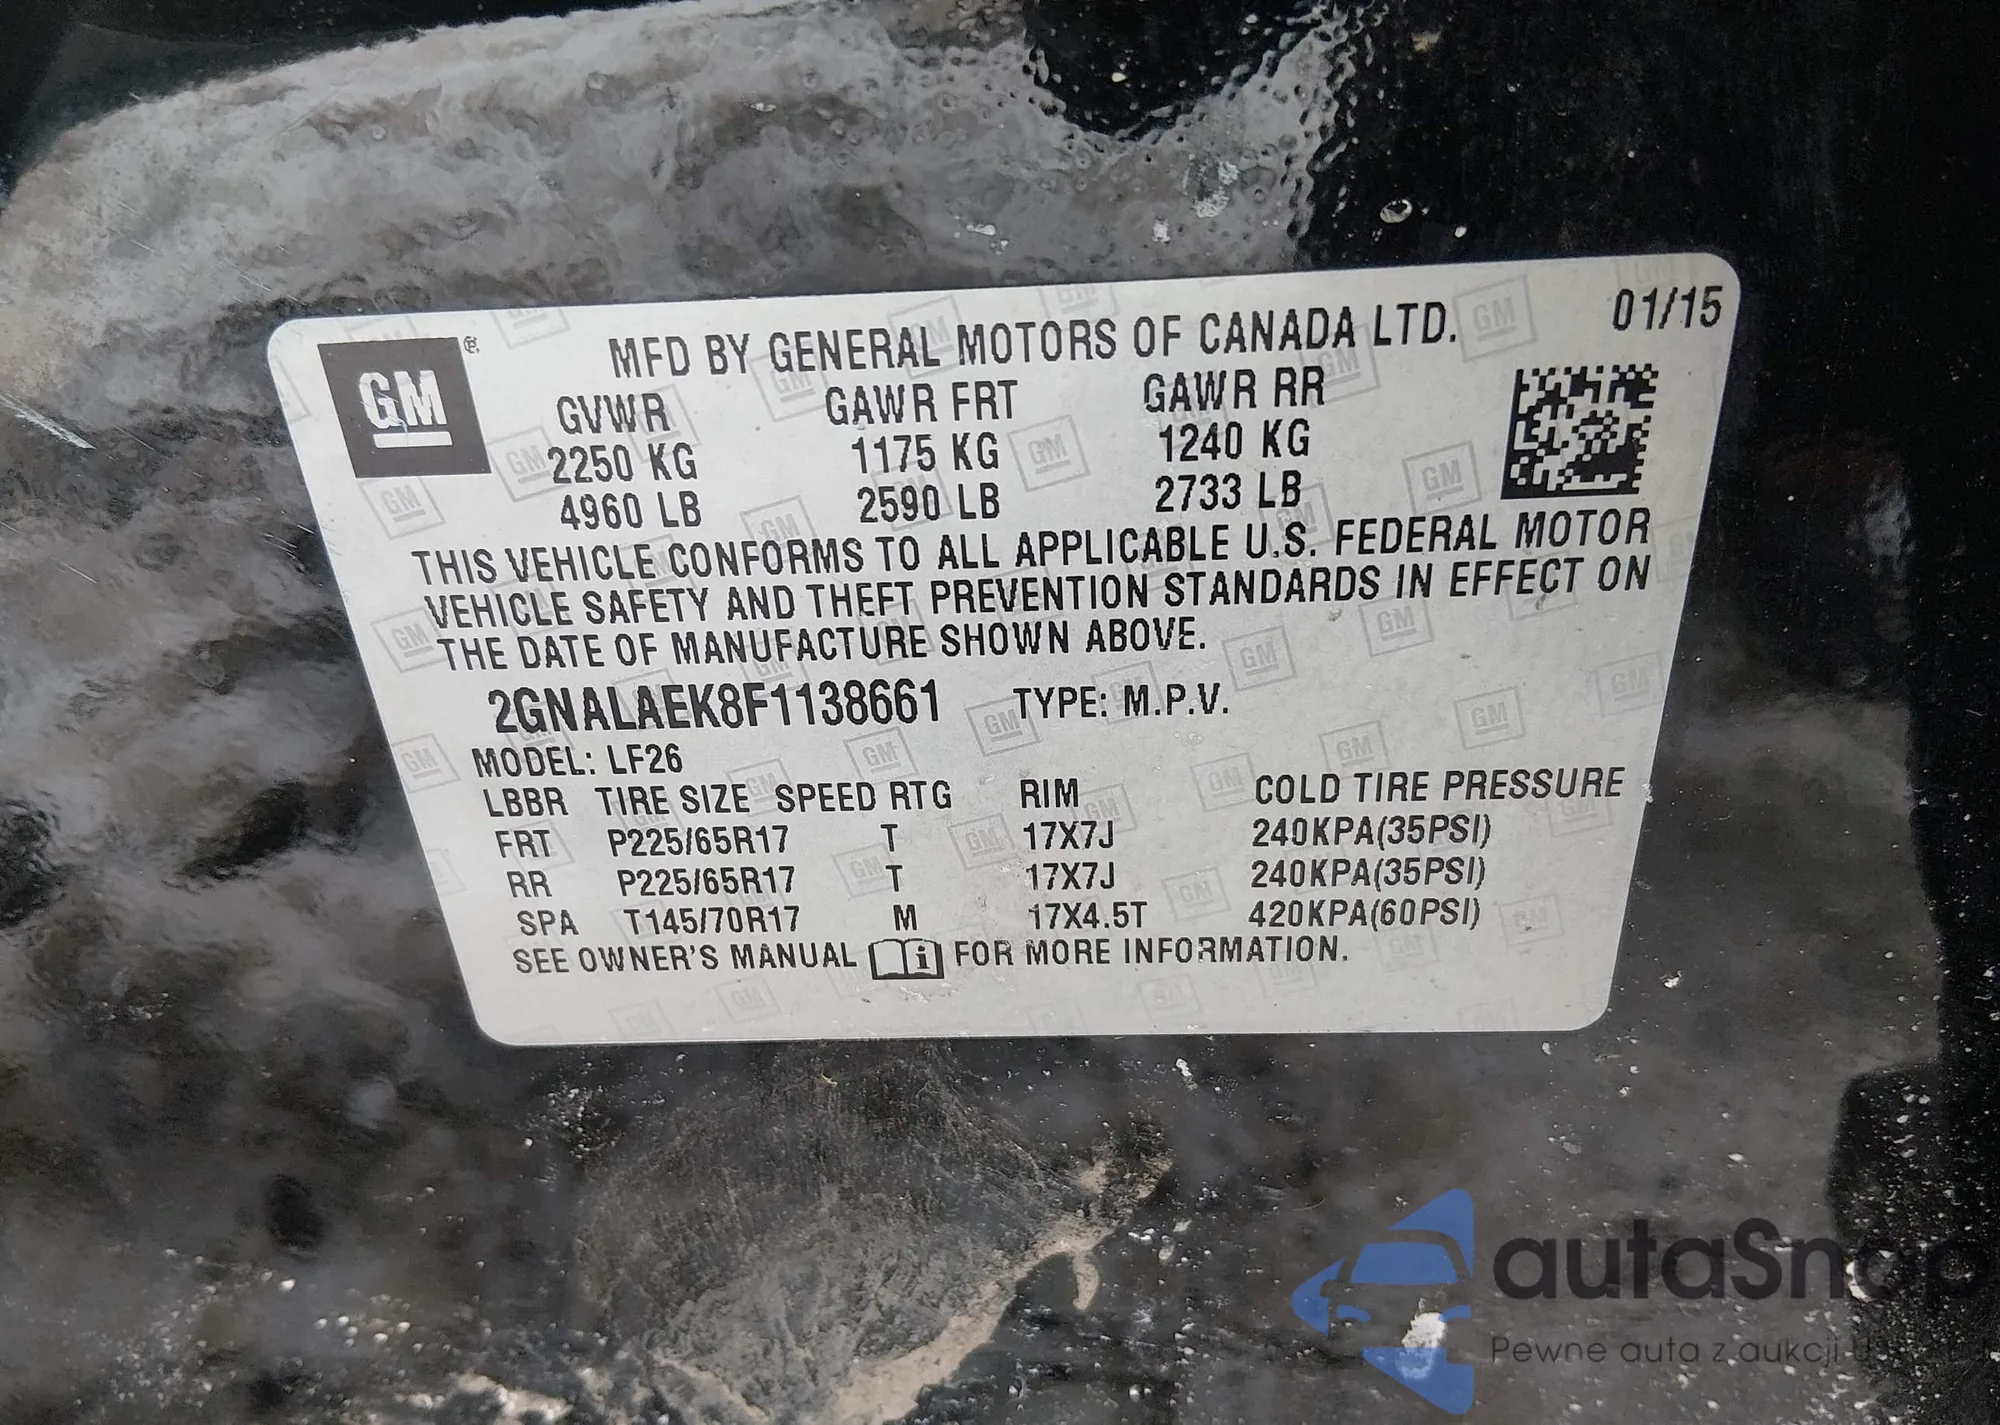 GM
MFD BY GENERAL MOTORS OF CANADA LTD.
01/15
GVWR GAWR FRT GAWR RR
2250 KG 1175 KG 1240 KG
4960 LB 2590 LB 2733 LB
THIS VEHICLE CONFORMS TO ALL APPLICABLE U.S. FEDERAL MOTOR
VEHICLE SAFETY AND THEFT PREVENTION STANDARDS IN EFFECT ON
THE DATE OF MANUFACTURE SHOWN ABOVE.
2GNALAEK8F1138661 TYPE: M.P.V.
MODEL: LF26
LBBR TIRE SIZE SPEED RTG RIM COLD TIRE PRESSURE
FRT P225/65R17 T 17X7J 240KPA(35PSI)
RR P225/65R17 T 17X7J 240KPA(35PSI)
SPA T145/70R17 M 17X4.5T 420KPA(60PSI)
SEE OWNER'S MANUAL i FOR MORE INFORMATION.
autaSnap
Pewne auta z aukcji